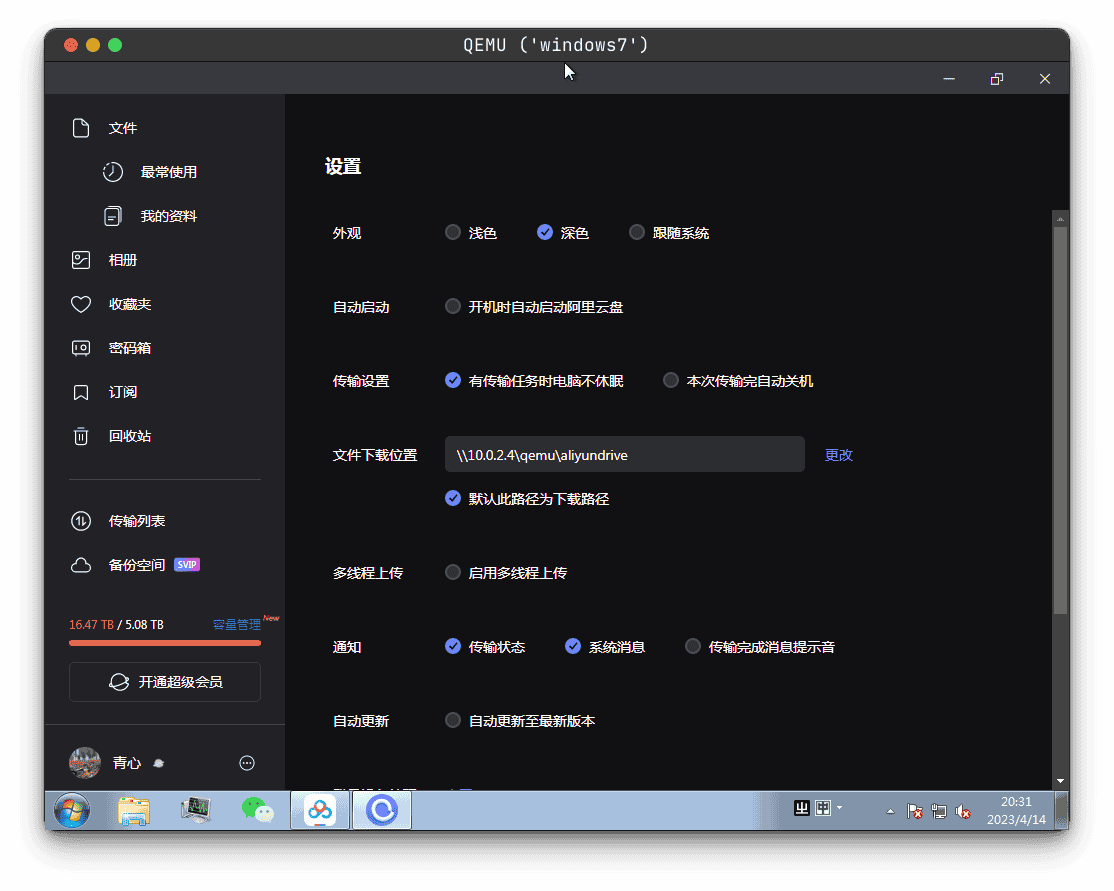 QEMU ('windows7')
文件
最常使用
我的资料
相册
收藏夹
密码箱
订阅
回收站
传输列表
备份空间 SVIP
16.47 TB / 5.08 TB 容量管理 New
开通超级会员
青心
设置
外观 浅色 深色 跟随系统
自动启动 开机时自动启动阿里云盘
传输设置 有传输任务时电脑不休眠 本次传输完自动关机
文件下载位置 \\10.0.2.4\qemu\aliyundrive 更改
默认此路径为下载路径
多线程上传 启用多线程上传
通知 传输状态 系统消息 传输完成消息提示音
自动更新 自动更新至最新版本
20:31
2023/4/14